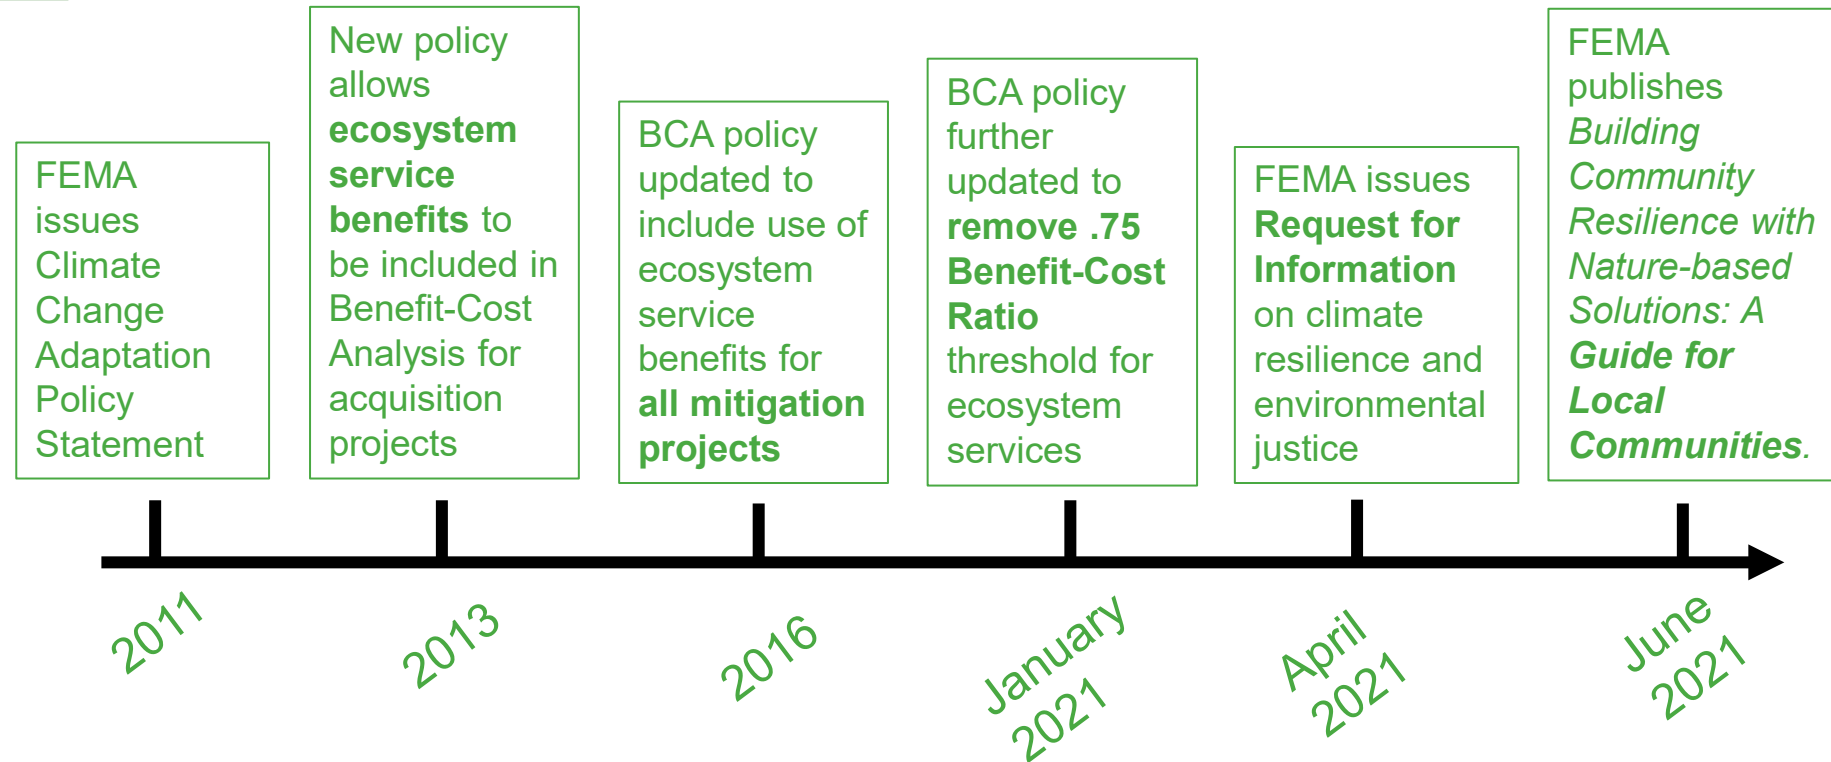 FEMA
issues
Climate
Change
Adaptation
Policy
Statement
New policy
allows
ecosystem
service
benefits to
be included in
Benefit-Cost
Analysis for
acquisition
projects
BCA policy
updated to
include use of
ecosystem
service
benefits for
all mitigation
projects
BCA policy
further
updated to
remove .75
Benefit-Cost
Ratio
threshold for
ecosystem
services
FEMA issues
Request for
Information
on climate
resilience and
environmental
justice
FEMA
publishes
Building
Community
Resilience with
Nature-based
Solutions: A
Guide for
Local
Communities.
2011
2013
2016
January
2021
April
2021
June
2021